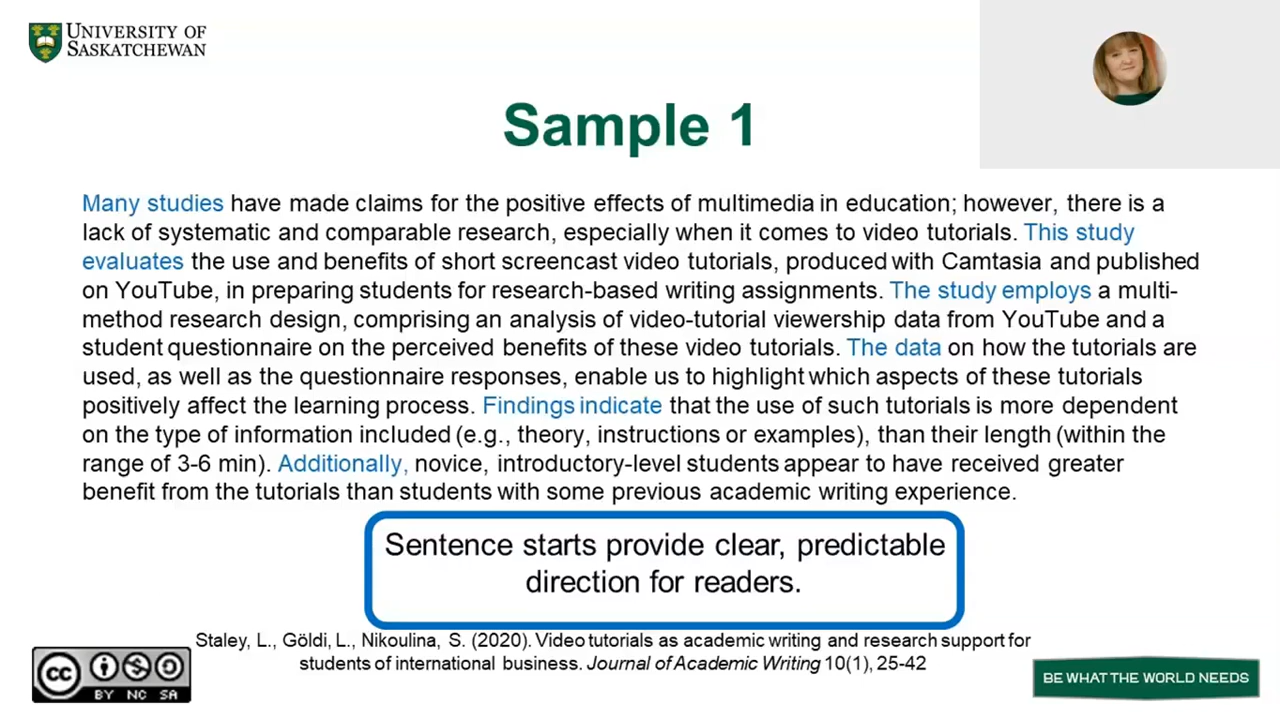 UNIVERSITY OF
SASKATCHEWAN
Sample 1
Many studies have made claims for the positive effects of multimedia in education; however, there is a
lack of systematic and comparable research, especially when it comes to video tutorials. This study
evaluates the use and benefits of short screencast video tutorials, produced with Camtasia and published
on YouTube, in preparing students for research-based writing assignments. The study employs a multi-
method research design, comprising an analysis of video-tutorial viewership data from YouTube and a
student questionnaire on the perceived benefits of these video tutorials. The data on how the tutorials are
used, as well as the questionnaire responses, enable us to highlight which aspects of these tutorials
positively affect the learning process. Findings indicate that the use of such tutorials is more dependent
on the type of information included (e.g., theory, instructions or examples), than their length (within the
range of 3-6 min). Additionally, novice, introductory-level students appear to have received greater
benefit from the tutorials than students with some previous academic writing experience.
Sentence starts provide clear, predictable
direction for readers.
Staley, L., Göldi, L., Nikoulina, S. (2020). Video tutorials as academic writing and research support for
students of international business. Journal of Academic Writing 10(1), 25-42
cc
BY NC SA
BE WHAT THE WORLD NEEDS